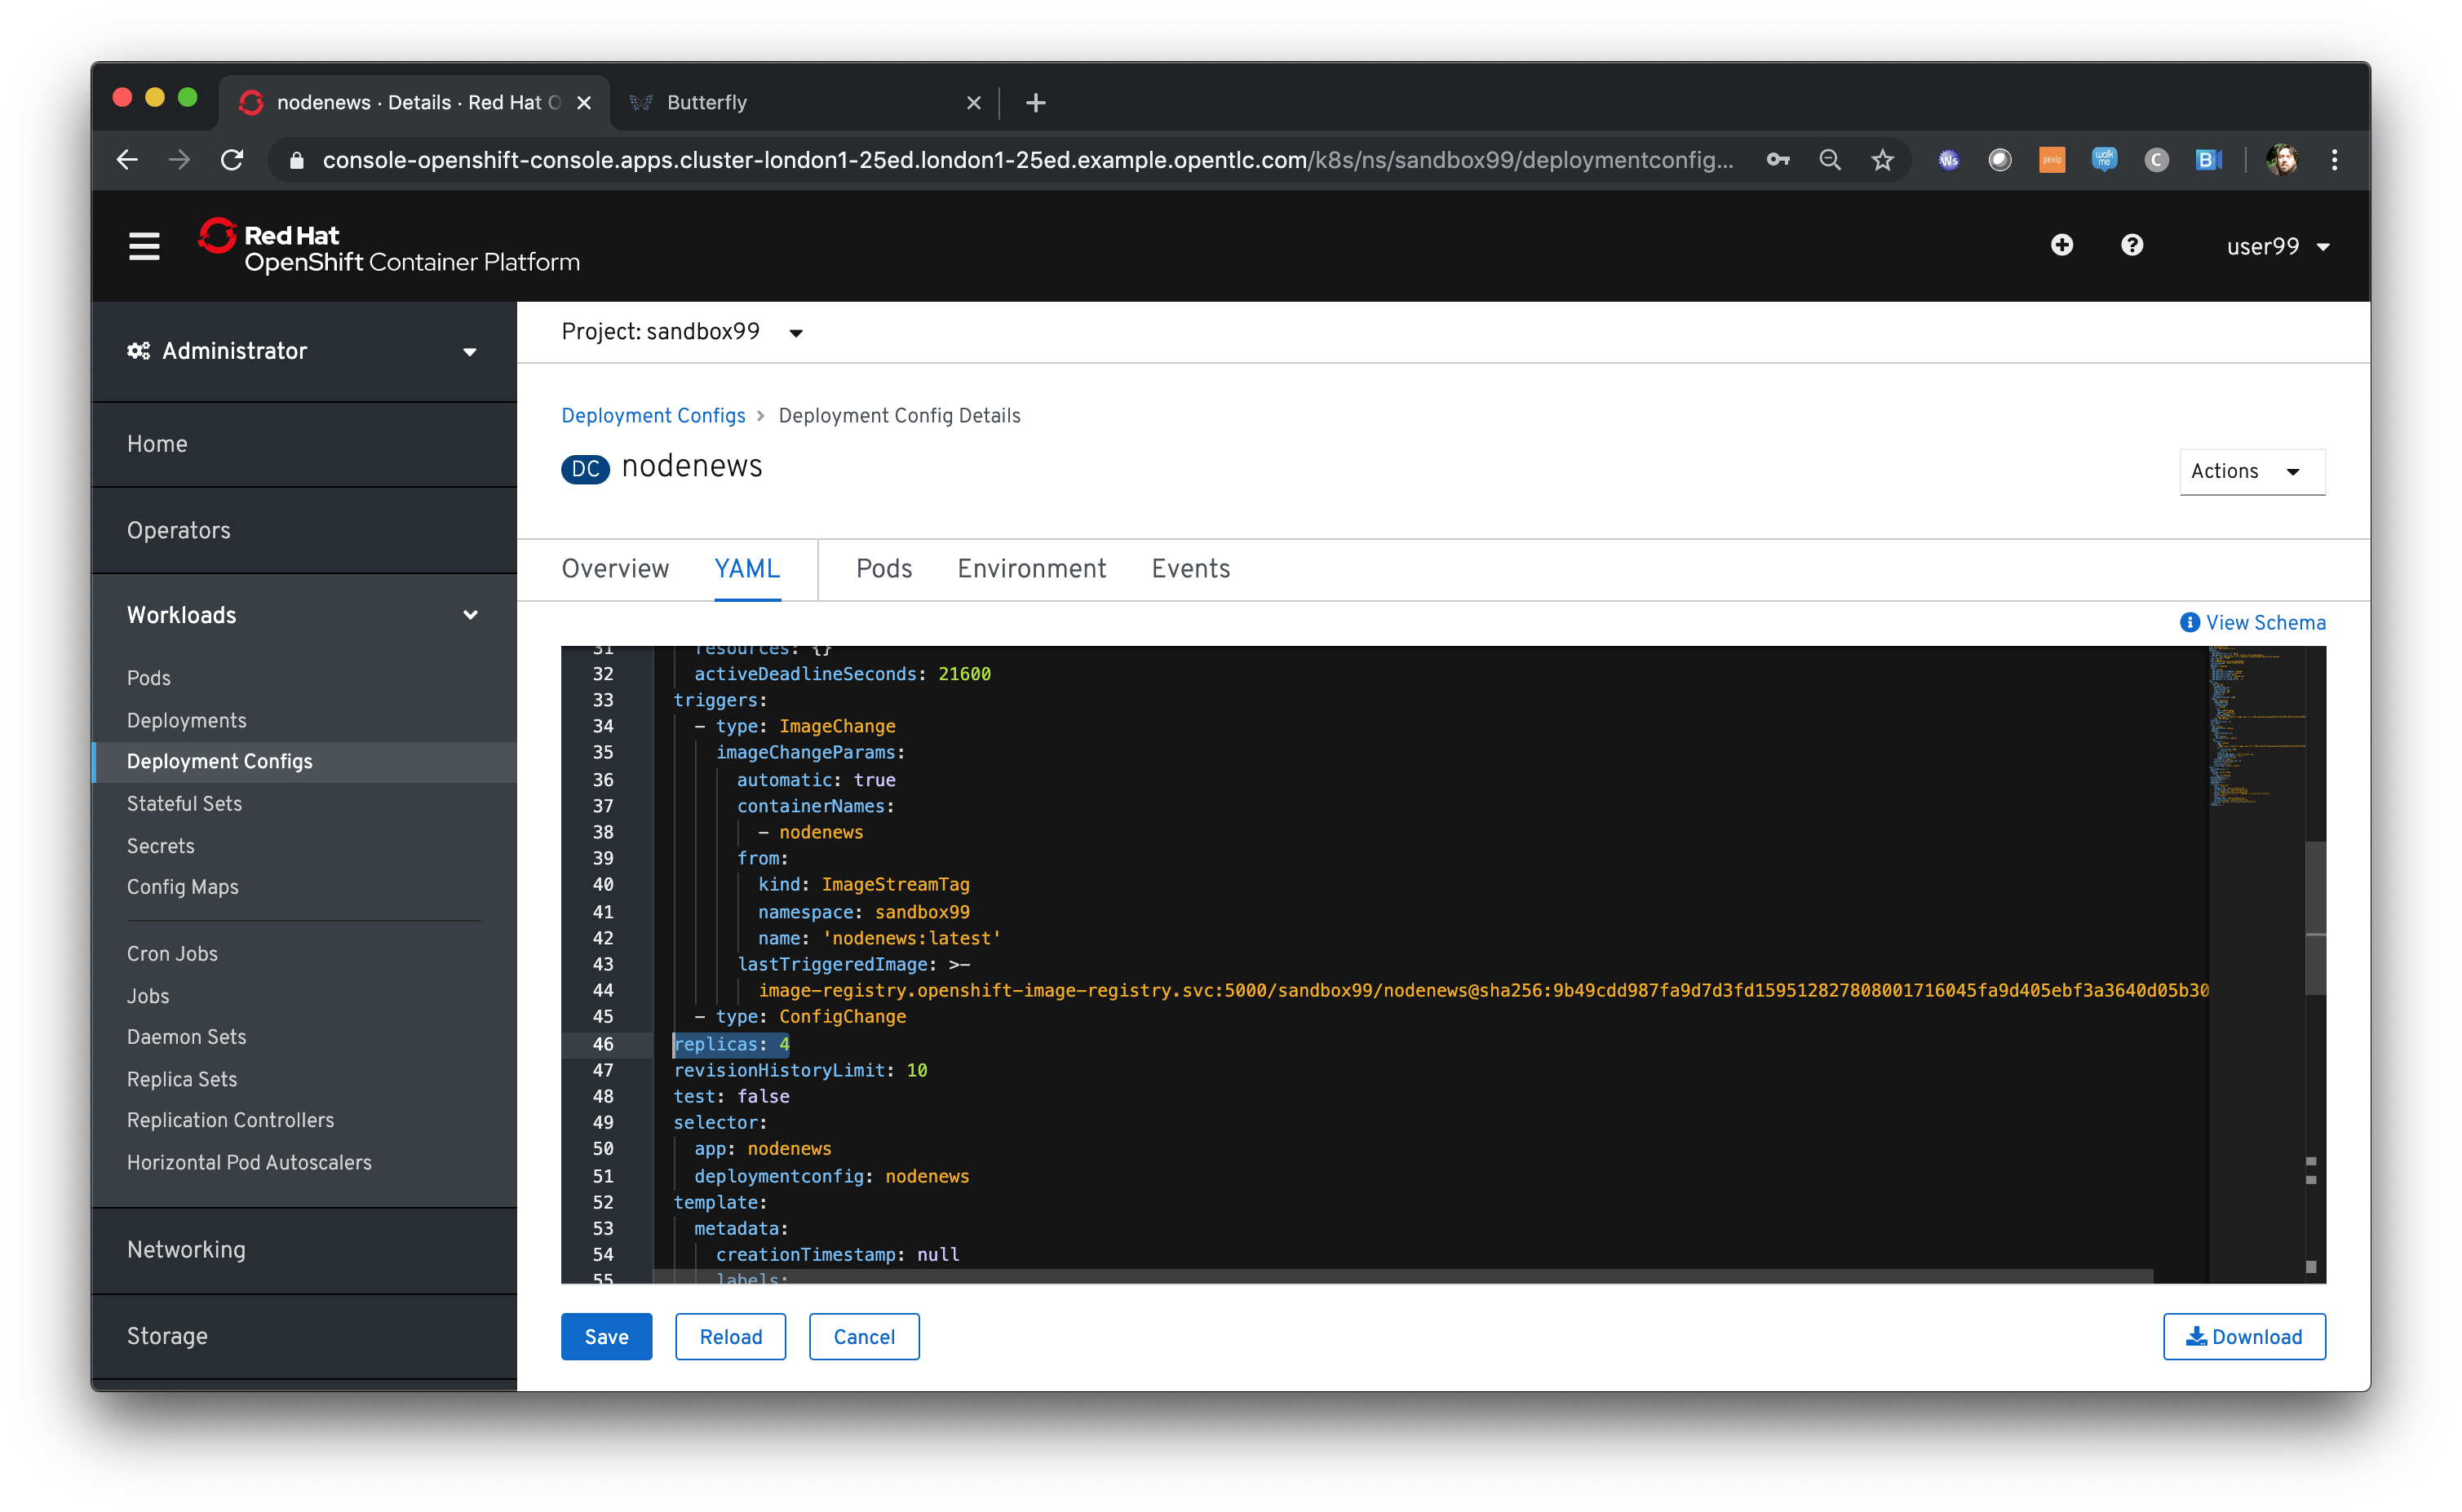 nodenews · Details · Red Hat O
Butterfly
console-openshift-console.apps.cluster-london1-25ed.london1-25ed.example.opentlc.com/k8s/ns/sandbox99/deploymentconfig...
Ws
pexip
walk me
C
B
Red Hat
OpenShift Container Platform
user99
Administrator
Home
Operators
Workloads
Pods
Deployments
Deployment Configs
Stateful Sets
Secrets
Config Maps
Cron Jobs
Jobs
Daemon Sets
Replica Sets
Replication Controllers
Horizontal Pod Autoscalers
Networking
Storage
Project: sandbox99
Deployment Configs > Deployment Config Details
DC nodenews
Actions
Overview YAML Pods Environment Events
View Schema
31 resources: {}
32 activeDeadlineSeconds: 21600
33 triggers:
34 - type: ImageChange
35 imageChangeParams:
36 automatic: true
37 containerNames:
38 - nodenews
39 from:
40 kind: ImageStreamTag
41 namespace: sandbox99
42 name: 'nodenews:latest'
43 lastTriggeredImage: >-
44 image-registry.openshift-image-registry.svc:5000/sandbox99/nodenews@sha256:9b49cdd987fa9d7d3fd159512827808001716045fa9d405ebf3a3640d05b30
45 - type: ConfigChange
46 replicas: 4
47 revisionHistoryLimit: 10
48 test: false
49 selector:
50 app: nodenews
51 deploymentconfig: nodenews
52 template:
53 metadata:
54 creationTimestamp: null
55 labels:
Save
Reload
Cancel
Download